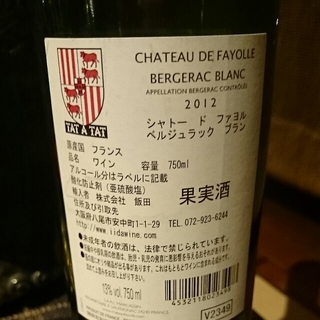 CHATEAU DE FAYOLLE
BERGERAC BLANC
APPELLATION BERGERAC CONTRÔLÉE
2012
TAT A TAT
シャトー ド ファヨル
ベルジュラック ブラン
原産国 フランス
品名 ワイン 容量 750ml
アルコール分はラベルに記載
酸化防止剤(亜硫酸塩)
輸入者 株式会社 飯田
住所及び引取先
果実酒
大阪府八尾市安中町1-1-29 TEL. 072-923-6244
www.iidawine.com
●未成年者の飲酒は、法律で禁じられています。
13% vol. 750 ml
V2349